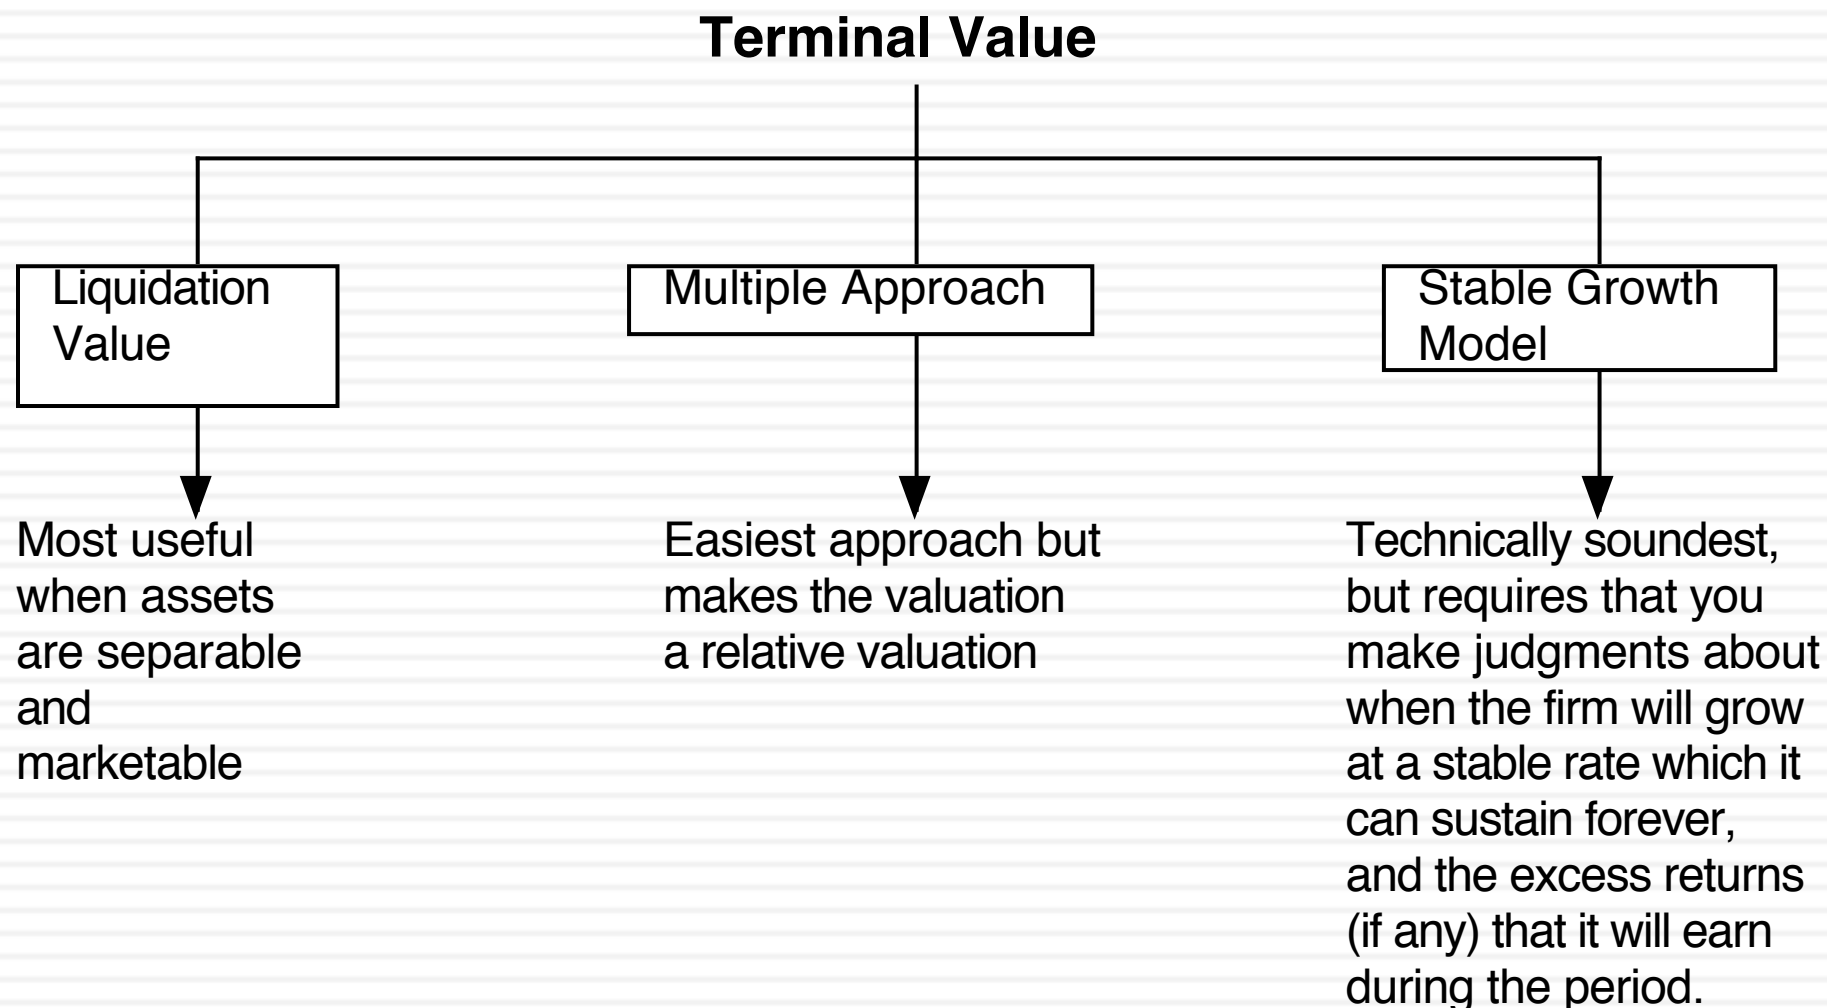 Terminal Value
Liquidation
Value
Multiple Approach
Stable Growth
Model
Most useful
when assets
are separable
and
marketable
Easiest approach but
makes the valuation
a relative valuation
Technically soundest,
but requires that you
make judgments about
when the firm will grow
at a stable rate which it
can sustain forever,
and the excess returns
(if any) that it will earn
during the period.